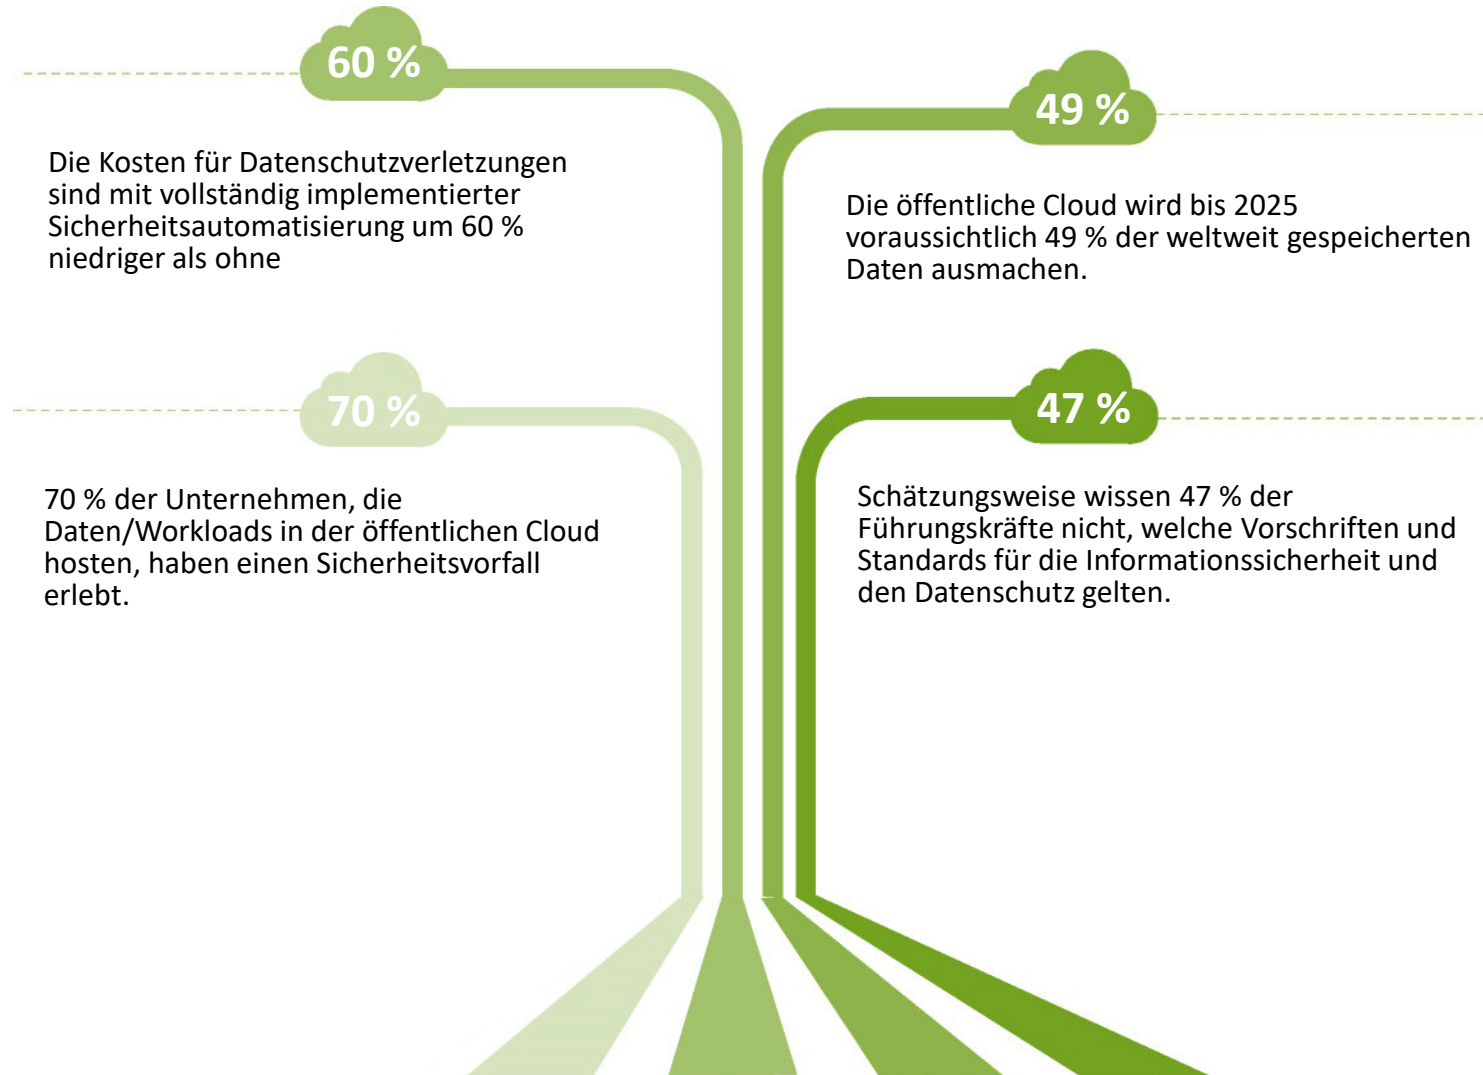 60 %
Die Kosten für Datenschutzverletzungen
sind mit vollständig implementierter
Sicherheitsautomatisierung um 60 %
niedriger als ohne
49 %
Die öffentliche Cloud wird bis 2025
voraussichtlich 49 % der weltweit gespeicherten
Daten ausmachen.
70 %
70 % der Unternehmen, die
Daten/Workloads in der öffentlichen Cloud
hosten, haben einen Sicherheitsvorfall
erlebt.
47 %
Schätzungsweise wissen 47 % der
Führungskräfte nicht, welche Vorschriften und
Standards für die Informationssicherheit und
den Datenschutz gelten.